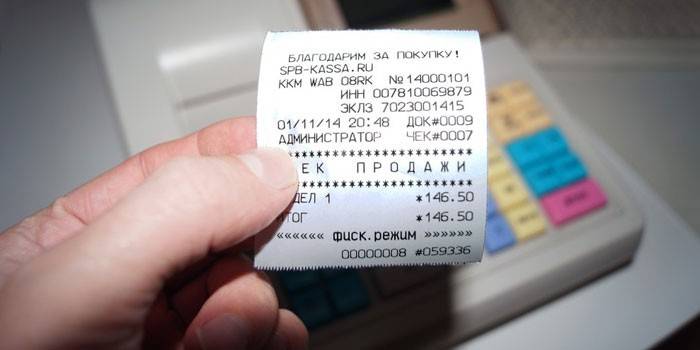 БЛАГОДАРИМ ЗА ПОКУПКУ!
SPB-KASSA.RU
ККМ WAB 08RK №14000101
ИНН 007810069879
ЭКЛЗ 7023001415
01/11/14 20:48 ДОК#0009
АДМИНИСТРАТОР ЧЕК#0007
************************
ЕК ПРОДАЖИ
************************
ДЕЛ 1 *146.50
ТОГ *146.50
«««««« фиск.режим »»»»»»
00000008 #059336